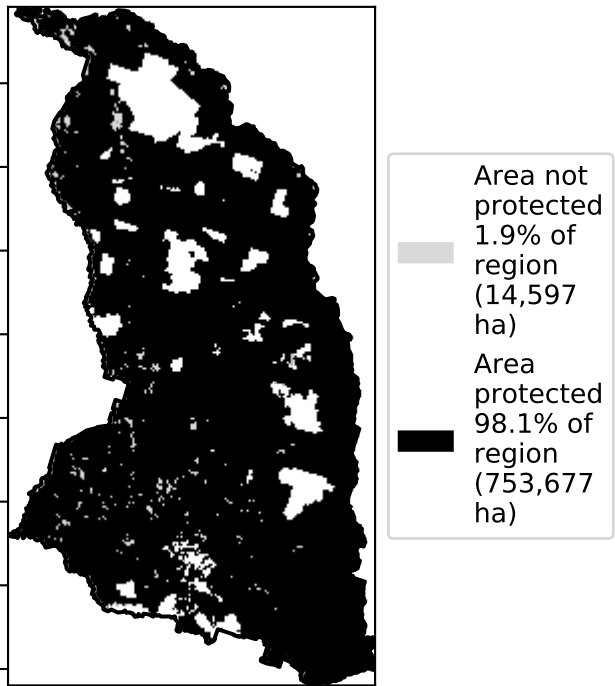 Area not
protected
1.9% of
region
(14,597
ha)
Area
protected
98.1% of
region
(753,677
ha)